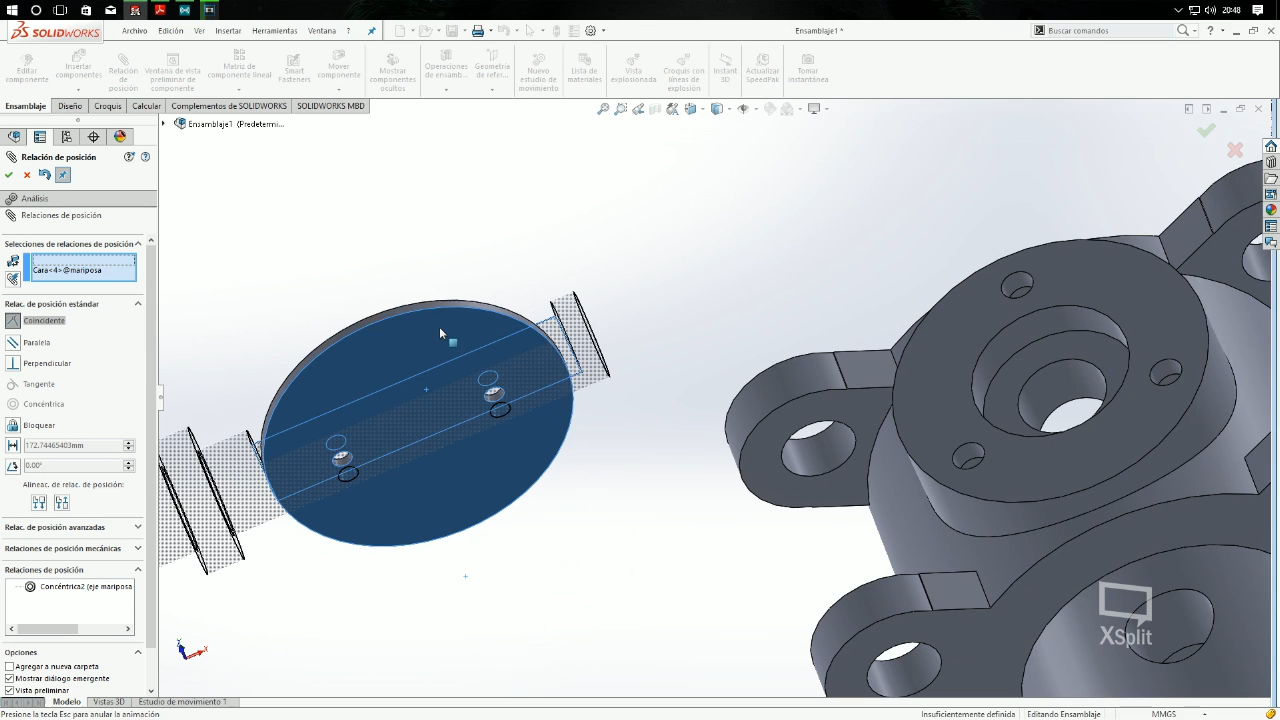 20:48
SOLIDWORKS
Archivo Edición Ver Insertar Herramientas Ventana ?
Ensamblaje1 *
Buscar comandos
Editar componente
Insertar componentes
Relación de posición
Ventana de vista preliminar de componente
Matriz de componente lineal
Smart Fasteners
Mover componente
Mostrar componentes ocultos
Operaciones de ensamb...
Geometría de refer...
Nuevo estudio de movimiento
Lista de materiales
Vista explosionada
Croquis con líneas de explosión
Instant 3D
Actualizar SpeedPak
Tomar instantánea
Ensamblaje Diseño Croquis Calcular Complementos de SOLIDWORKS SOLIDWORKS MBD
Ensamblaje1 (Predetermi...
Relación de posición
Análisis
Relaciones de posición
Selecciones de relaciones de posición
Cara<4>@mariposa
Relac. de posición estándar
Coincidente
Paralela
Perpendicular
Tangente
Concéntrica
Bloquear
172.74465403mm
0.00°
Alineac. de relac. de posición:
Relac. de posición avanzadas
Relaciones de posición mecánicas
Relaciones de posición
Concéntrica2 (eje mariposa
Opciones
Agregar a nueva carpeta
Mostrar diálogo emergente
Vista preliminar
XSplit
Modelo Vistas 3D Estudio de movimiento 1
Presione la tecla Esc para anular la animación
Insuficientemente definida Editando Ensamblaje MMGS